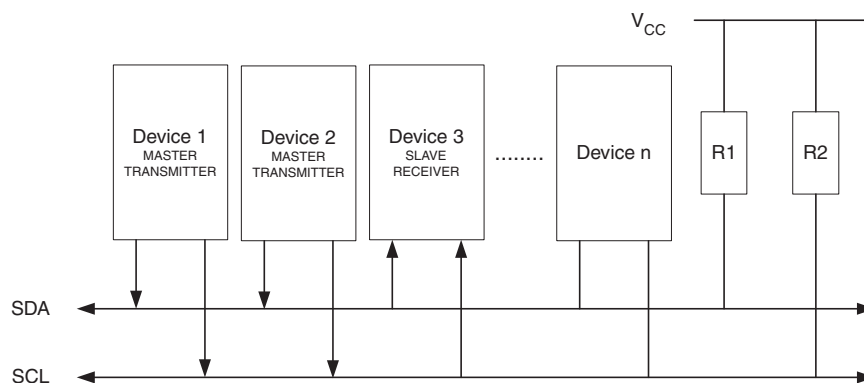 VCC
Device 1
MASTER
TRANSMITTER
Device 2
MASTER
TRANSMITTER
Device 3
SLAVE
RECEIVER
........
Device n
R1
R2
SDA
SCL